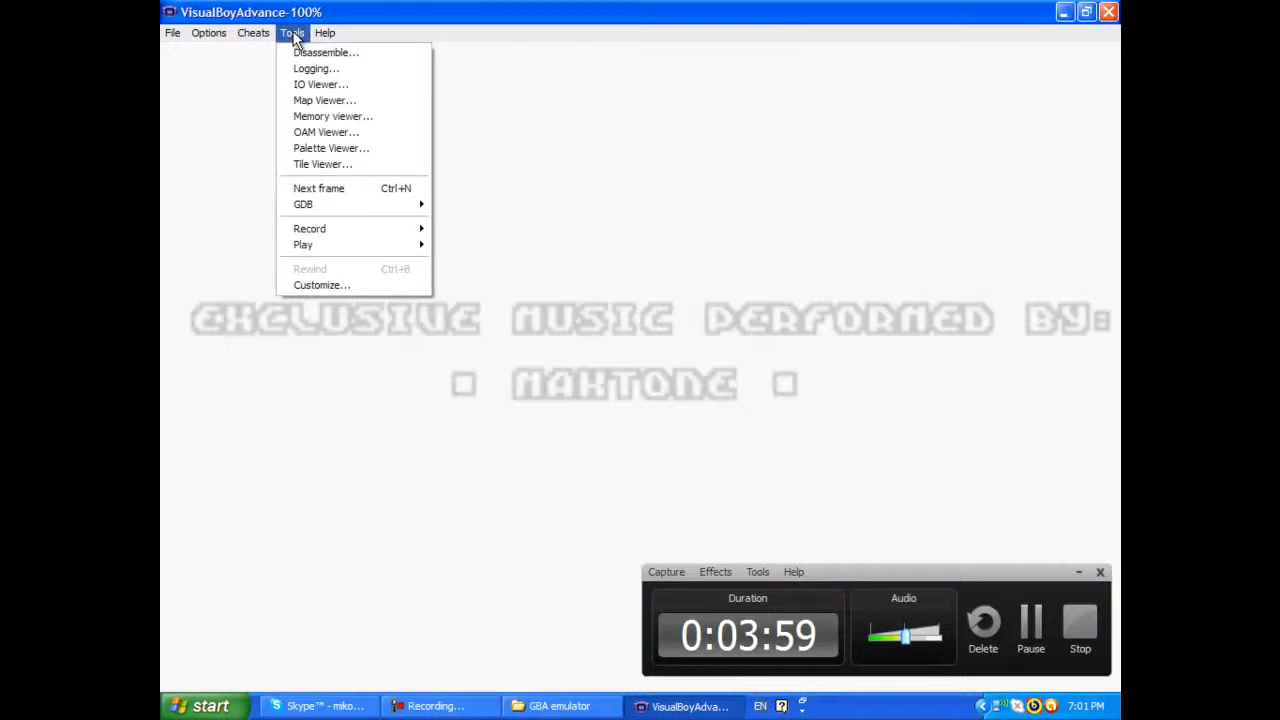 VisualBoyAdvance-100%
File Options Cheats Tools Help
Disassemble...
Logging...
IO Viewer...
Map Viewer...
Memory viewer...
OAM Viewer...
Palette Viewer...
Tile Viewer...
Next frame Ctrl+N
GDB
Record
Play
Rewind Ctrl+B
Customize...
EXCLUSIVE MUSIC PERFORMED BY:
MAKTONE
Capture Effects Tools Help
Duration Audio
0:03:59
Delete Pause Stop
start Skype™ - miko... Recording... GBA emulator VisualBoyAdva... EN 7:01 PM